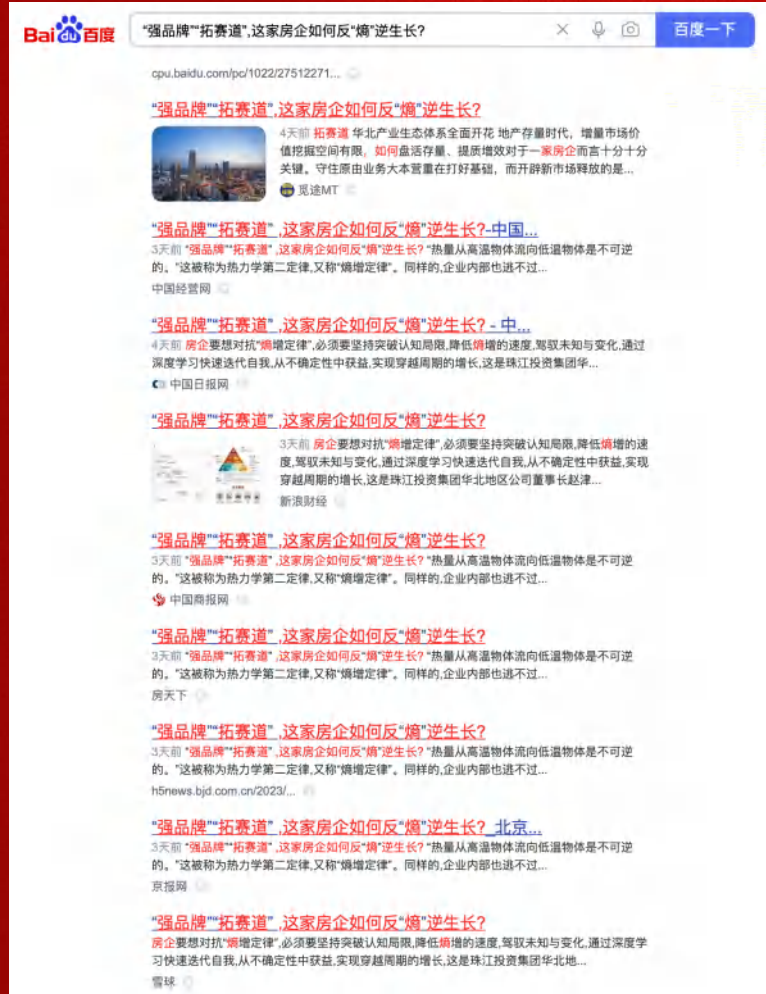 Bai du 百度
"强品牌""拓赛道",这家房企如何反"熵"逆生长?
百度一下
cpu.baidu.com/pc/1022/27512271...
"强品牌""拓赛道",这家房企如何反"熵"逆生长?
4天前 拓赛道 华北产业生态体系全面开花 地产存量时代，增量市场价
值挖掘空间有限，如何盘活存量、提质增效对于一家房企而言十分十分
关键。守住原由业务大本营重在打好基础，而开辟新市场释放的是...
觅途MT
"强品牌""拓赛道",这家房企如何反"熵"逆生长?-中国...
3天前 "强品牌""拓赛道",这家房企如何反"熵"逆生长? "热量从高温物体流向低温物体是不可逆
的。"这被称为热力学第二定律,又称"熵增定律"。同样的,企业内部也逃不过...
中国经营网
"强品牌""拓赛道",这家房企如何反"熵"逆生长? - 中...
4天前 房企要想对抗"熵增定律",必须要坚持突破认知局限,降低熵增的速度,驾驭未知与变化,通过
深度学习快速迭代自我,从不确定性中获益,实现穿越周期的增长,这是珠江投资集团华...
中国日报网
"强品牌""拓赛道",这家房企如何反"熵"逆生长?
3天前 房企要想对抗"熵增定律",必须要坚持突破认知局限,降低熵增的速
度,驾驭未知与变化,通过深度学习快速迭代自我,从不确定性中获益,实现
穿越周期的增长,这是珠江投资集团华北地区公司董事长赵津...
新浪财经
"强品牌""拓赛道",这家房企如何反"熵"逆生长?
3天前 "强品牌""拓赛道",这家房企如何反"熵"逆生长? "热量从高温物体流向低温物体是不可逆
的。"这被称为热力学第二定律,又称"熵增定律"。同样的,企业内部也逃不过...
中国商报网
"强品牌""拓赛道",这家房企如何反"熵"逆生长?
3天前 "强品牌""拓赛道",这家房企如何反"熵"逆生长? "热量从高温物体流向低温物体是不可逆
的。"这被称为热力学第二定律,又称"熵增定律"。同样的,企业内部也逃不过...
房天下
"强品牌""拓赛道",这家房企如何反"熵"逆生长?
3天前 "强品牌""拓赛道",这家房企如何反"熵"逆生长? "热量从高温物体流向低温物体是不可逆
的。"这被称为热力学第二定律,又称"熵增定律"。同样的,企业内部也逃不过...
h5news.bjd.com.cn/2023/...
"强品牌""拓赛道",这家房企如何反"熵"逆生长?_北京...
3天前 "强品牌""拓赛道",这家房企如何反"熵"逆生长? "热量从高温物体流向低温物体是不可逆
的。"这被称为热力学第二定律,又称"熵增定律"。同样的,企业内部也逃不过...
京报网
"强品牌""拓赛道",这家房企如何反"熵"逆生长?
房企要想对抗"熵增定律",必须要坚持突破认知局限,降低熵增的速度,驾驭未知与变化,通过深度学
习快速迭代自我,从不确定性中获益,实现穿越周期的增长,这是珠江投资集团华北地...
雪球